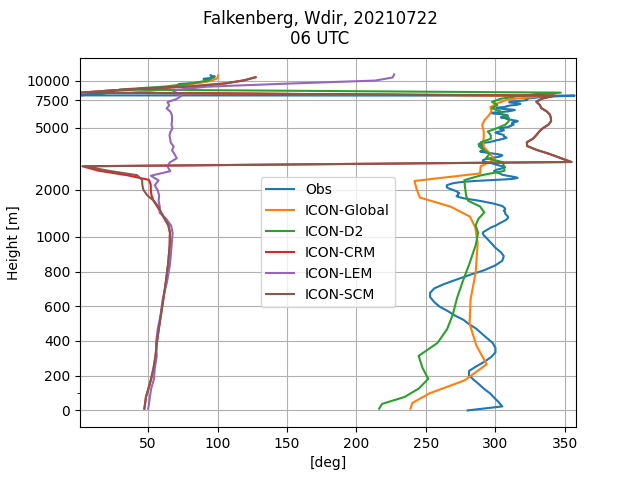 Falkenberg, Wdir, 20210722
06 UTC
Height [m]
10000
7500
5000
2000
1000
800
600
400
200
0
Obs
ICON-Global
ICON-D2
ICON-CRM
ICON-LEM
ICON-SCM
50 100 150 200 250 300 350
[deg]